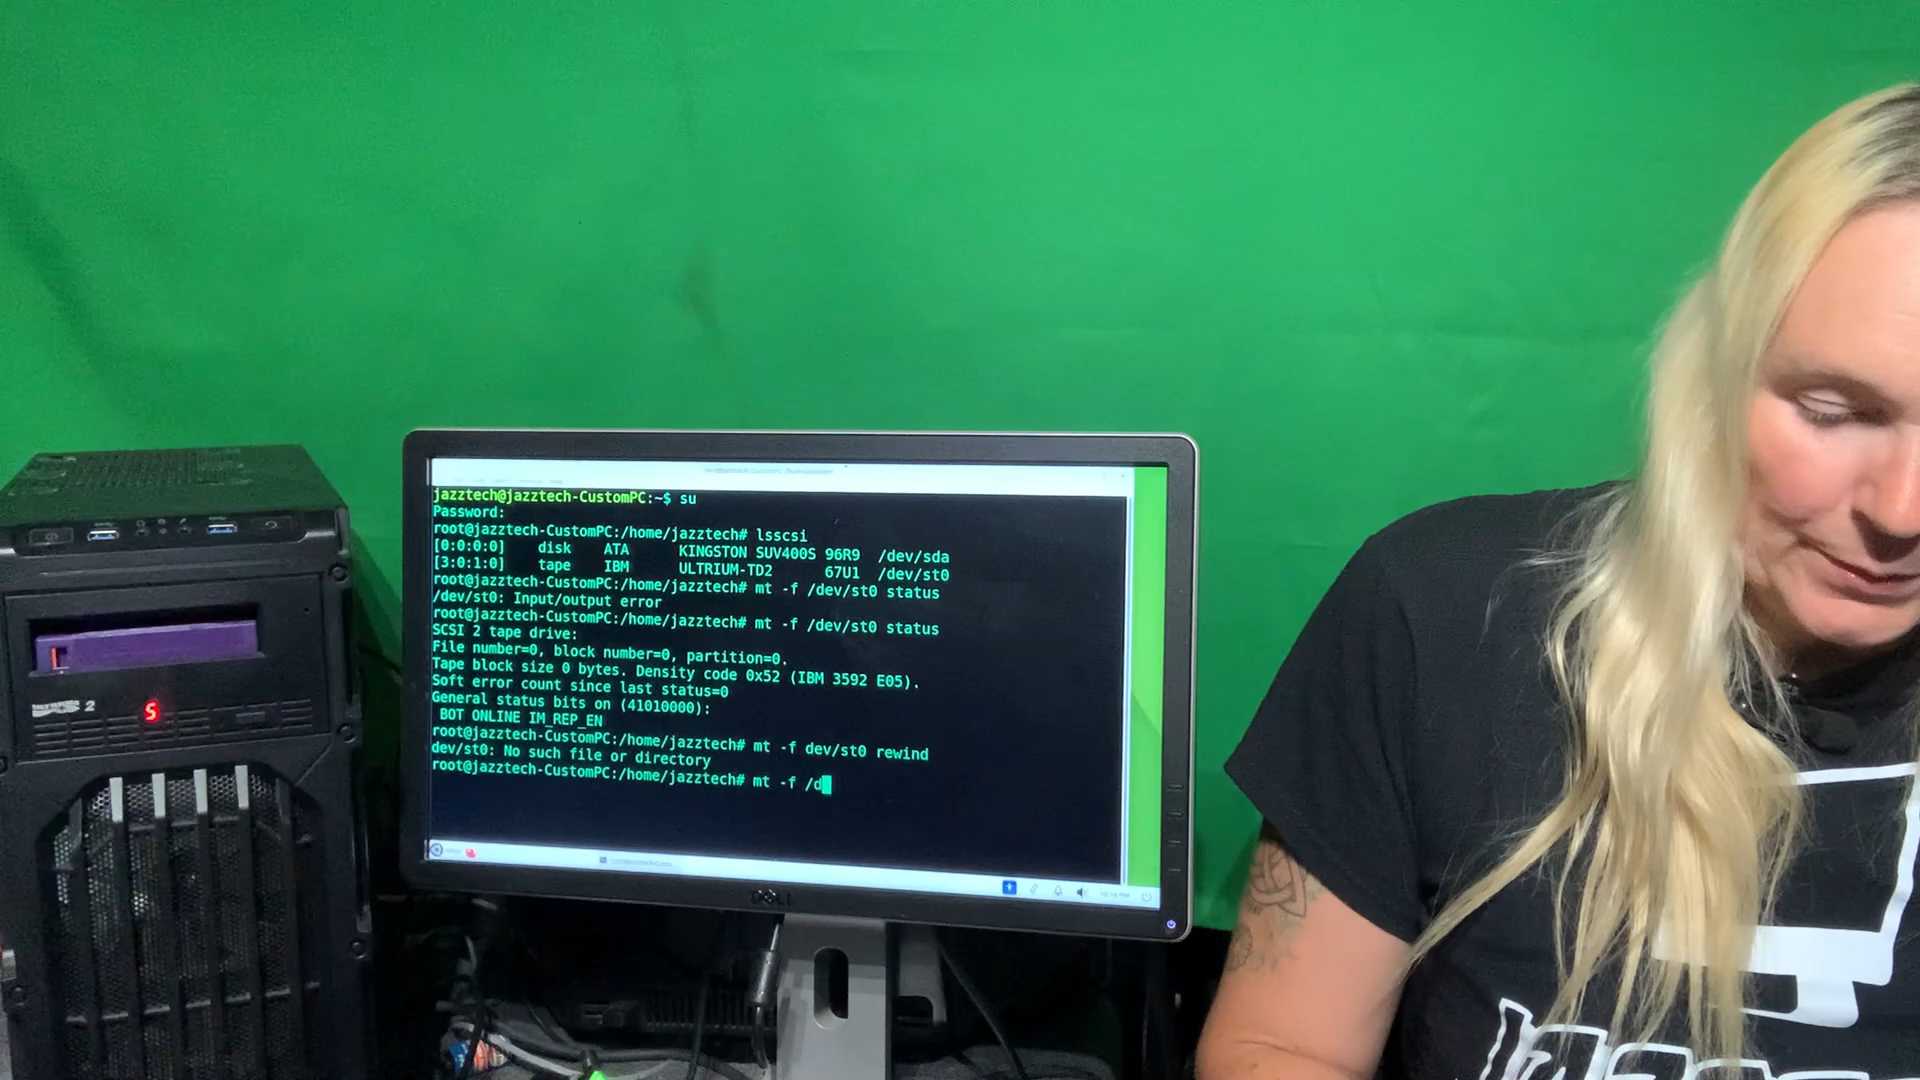 jazztech@jazztech-CustomPC:~$ su
Password:
root@jazztech-CustomPC:/home/jazztech# lsscsi
[0:0:0:0] disk ATA KINGSTON SUV400S 96R9 /dev/sda
[3:0:1:0] tape IBM ULTRIUM-TD2 67U1 /dev/st0
root@jazztech-CustomPC:/home/jazztech# mt -f /dev/st0 status
/dev/st0: Input/output error
root@jazztech-CustomPC:/home/jazztech# mt -f /dev/st0 status
SCSI 2 tape drive:
File number=0, block number=0, partition=0.
Tape block size 0 bytes. Density code 0x52 (IBM 3592 E05).
Soft error count since last status=0
General status bits on (41010000):
BOT ONLINE IM_REP_EN
root@jazztech-CustomPC:/home/jazztech# mt -f dev/st0 rewind
dev/st0: No such file or directory
root@jazztech-CustomPC:/home/jazztech# mt -f /d
DELL
2
5